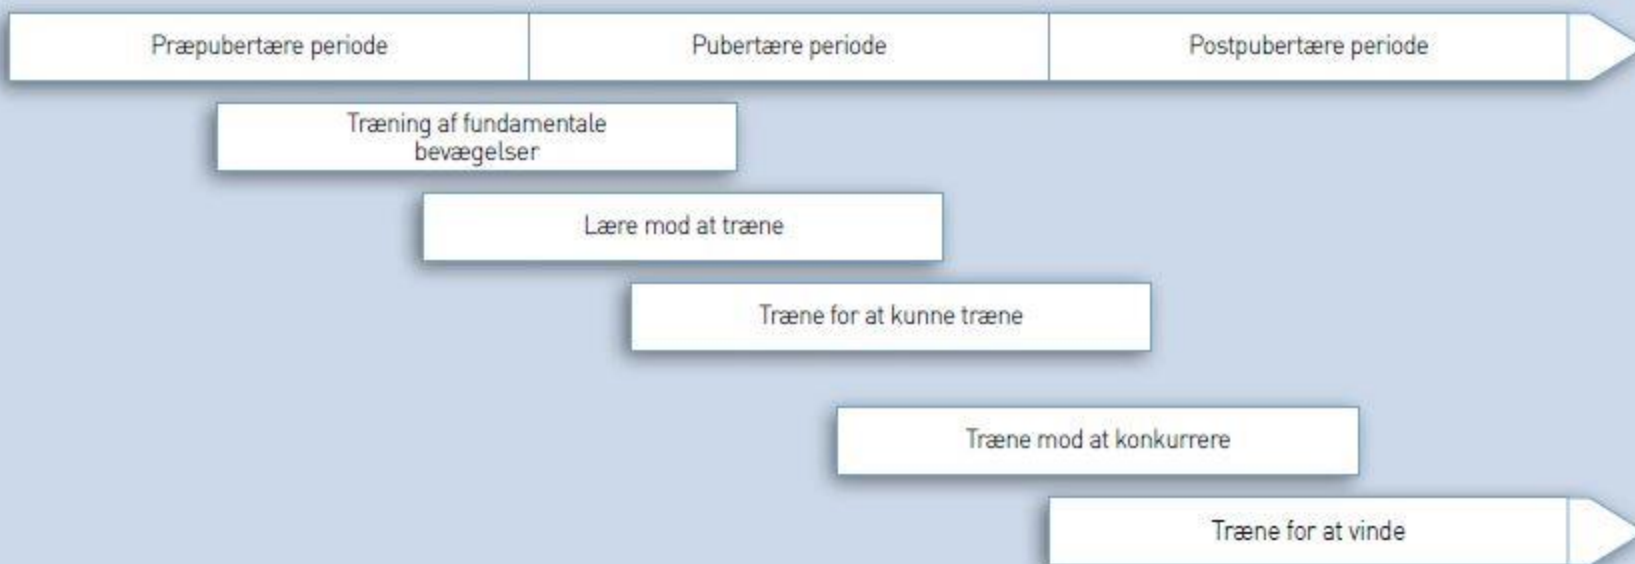 Præpubertære periode
Pubertære periode
Postpubertære periode
Træning af fundamentale
bevægelser
Lære mod at træne
Træne for at kunne træne
Træne mod at konkurrere
Træne for at vinde